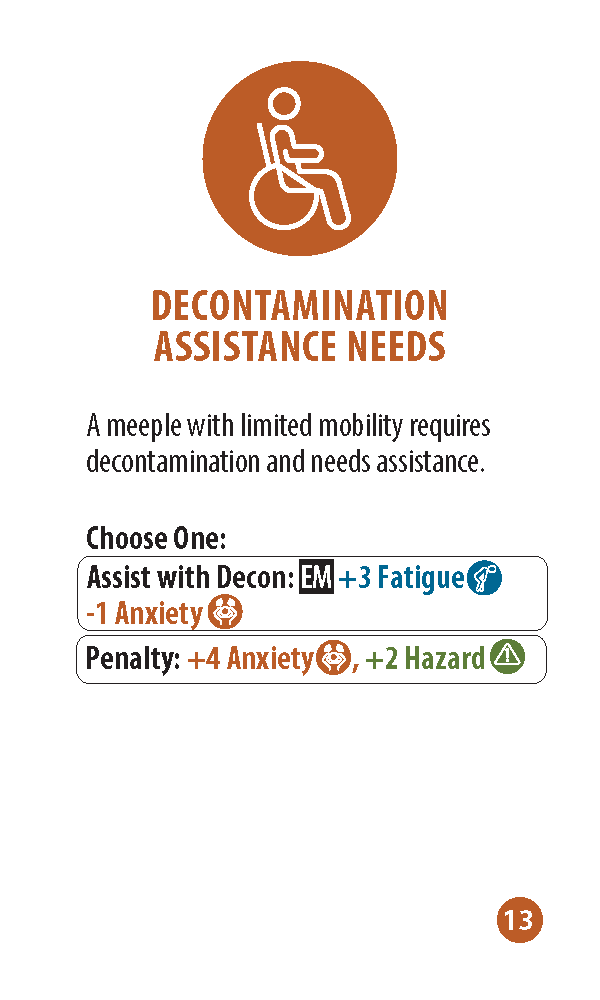 DECONTAMINATION
ASSISTANCE NEEDS
A meeple with limited mobility requires
decontamination and needs assistance.
Choose One:
Assist with Decon: EM +3 Fatigue
-1 Anxiety
Penalty: +4 Anxiety, +2 Hazard
13